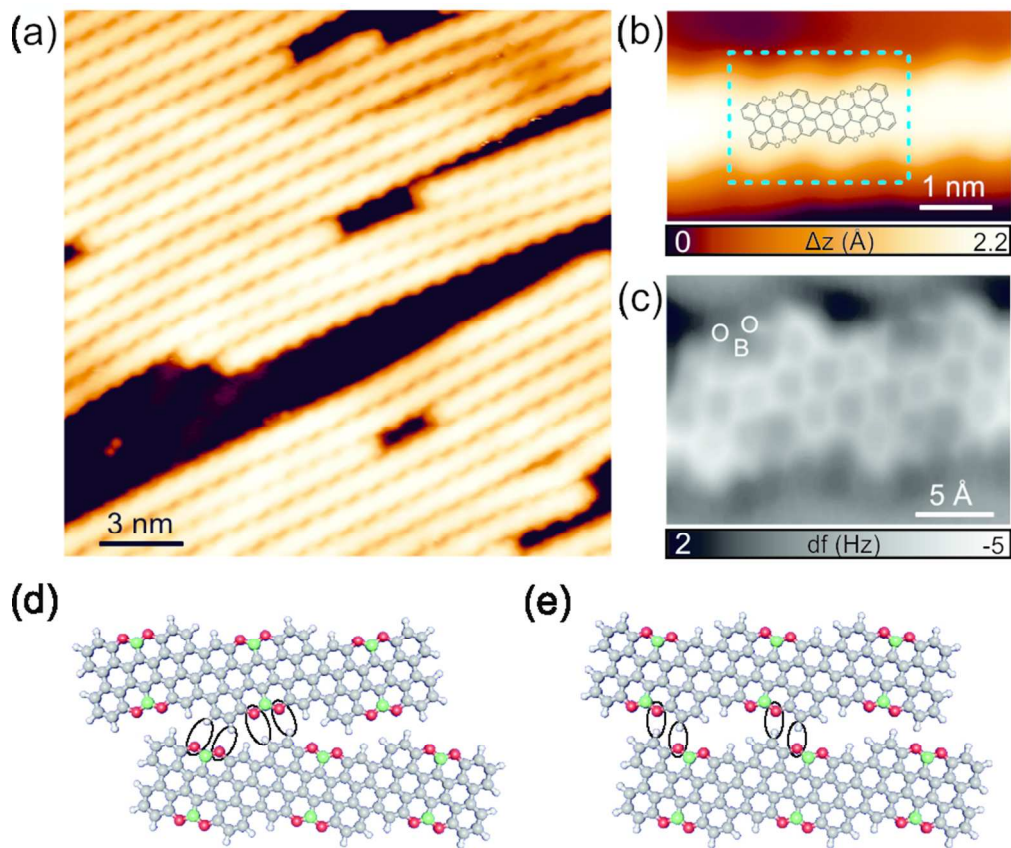 (a)
3 nm
(b)
1 nm
0 Δz (Å) 2.2
(c)
O O
B
5 Å
2 df (Hz) -5
(d)
(e)